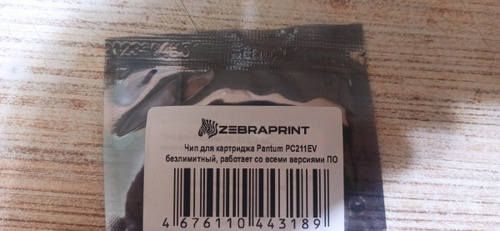 ZEBRAPRINT
Чип для картриджа Pantum PC211EV
безлимитный, работает со всеми версиями ПО
4 676110 443189